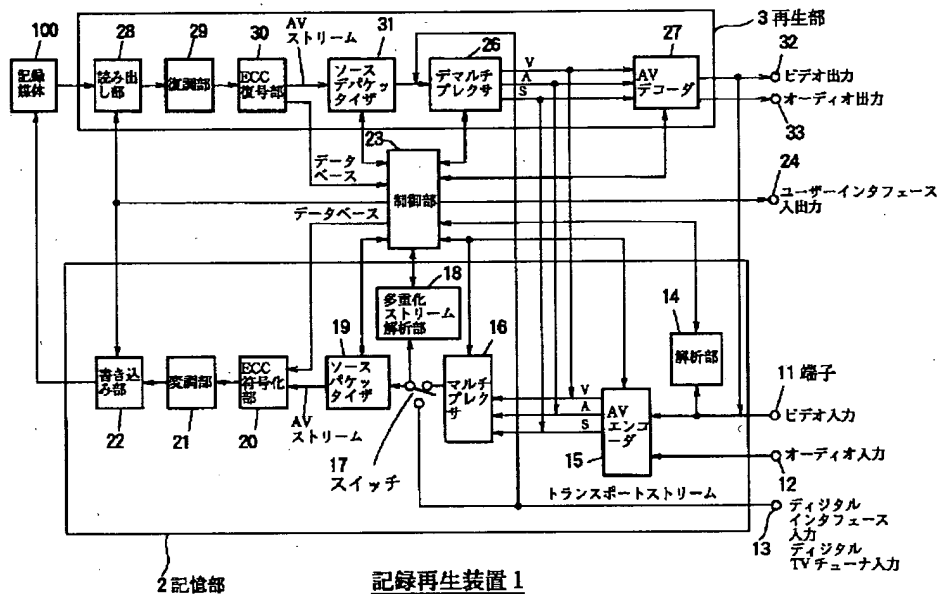 3 再生部
100
28
29
30
AV
ストリーム
31
26
27
32
記録
媒体
読み出
し部
復調部
ECC
復号部
ソース
デパケッ
タイザ
デマルチ
プレクサ
V
A
S
AV
デコーダ
ビデオ出力
オーディオ出力
33
23
データ
ベース
制御部
24
ユーザーインタフェース
入出力
データベース
18
多重化
ストリーム
解析部
14
解析部
19
16
書き込
み部
変調部
ECC
符号化
部
ソース
パケッ
タイザ
マルチ
プレク
サ
V
A
S
AV
エンコ
ーダ
11 端子
ビデオ入力
22
21
20
AV
ストリーム
17
スイッチ
15
オーディオ入力
12
トランスポートストリーム
13
ディジタル
インタフェース
入力
ディジタル
TVチューナ入力
2 記憶部
記録再生装置1